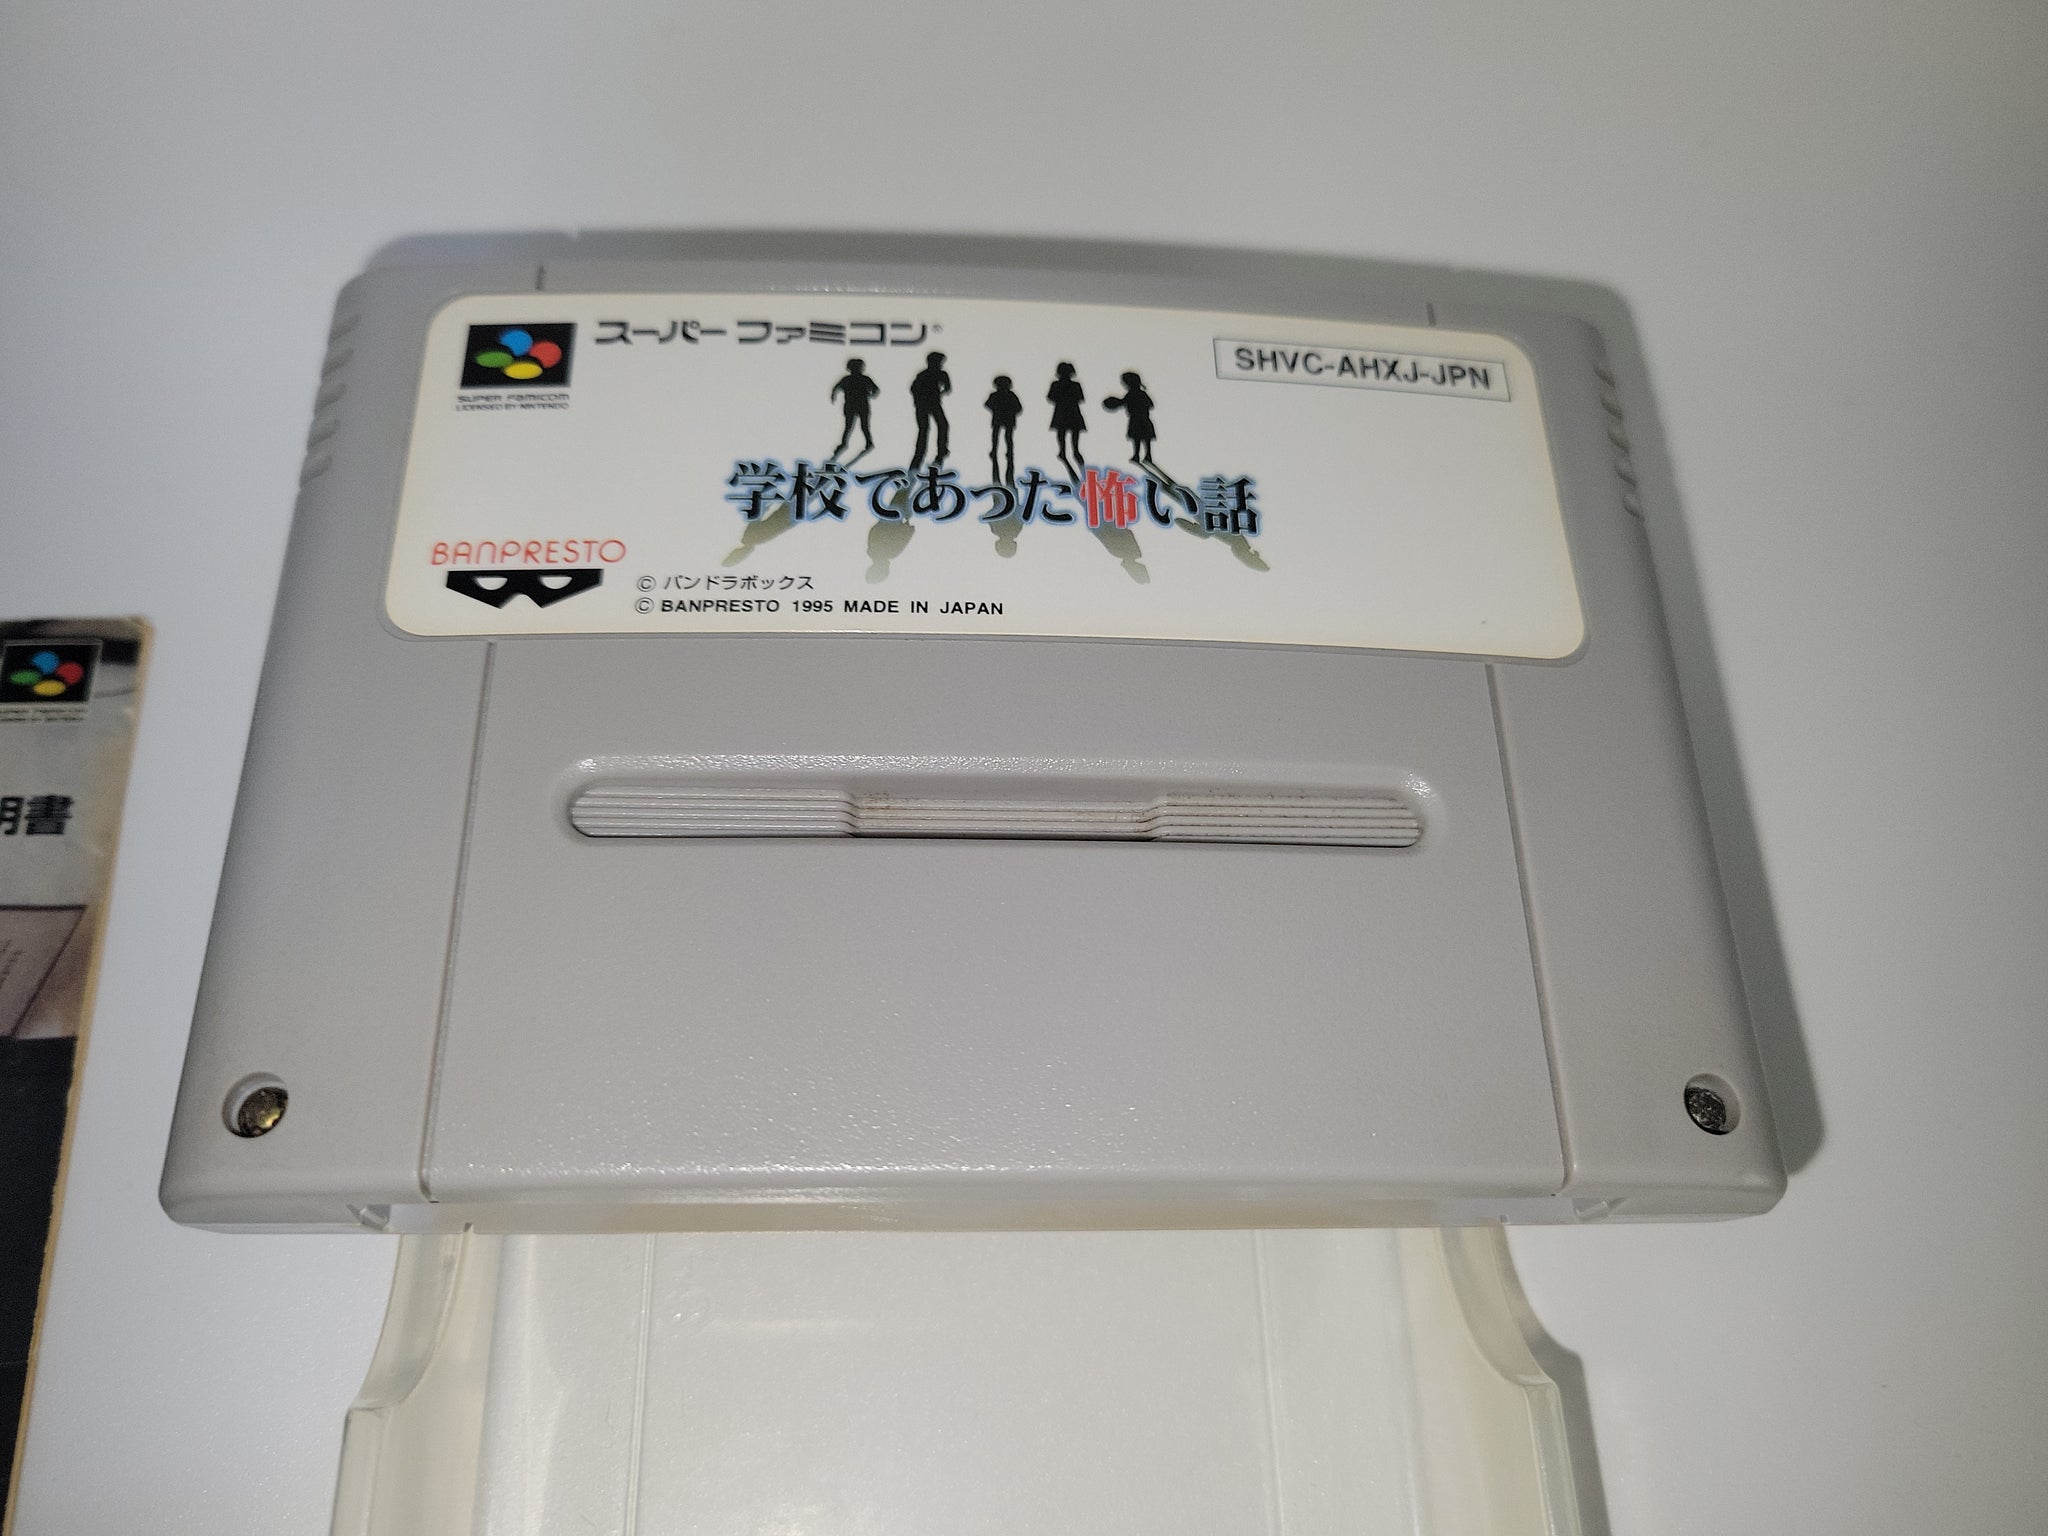 スーパーファミコン®
SUPER FAMICOM
LICENSED BY NINTENDO
SHVC-AHXJ-JPN
学校であった怖い話
BANPRESTO
© パンドラボックス
© BANPRESTO 1995 MADE IN JAPAN
明書